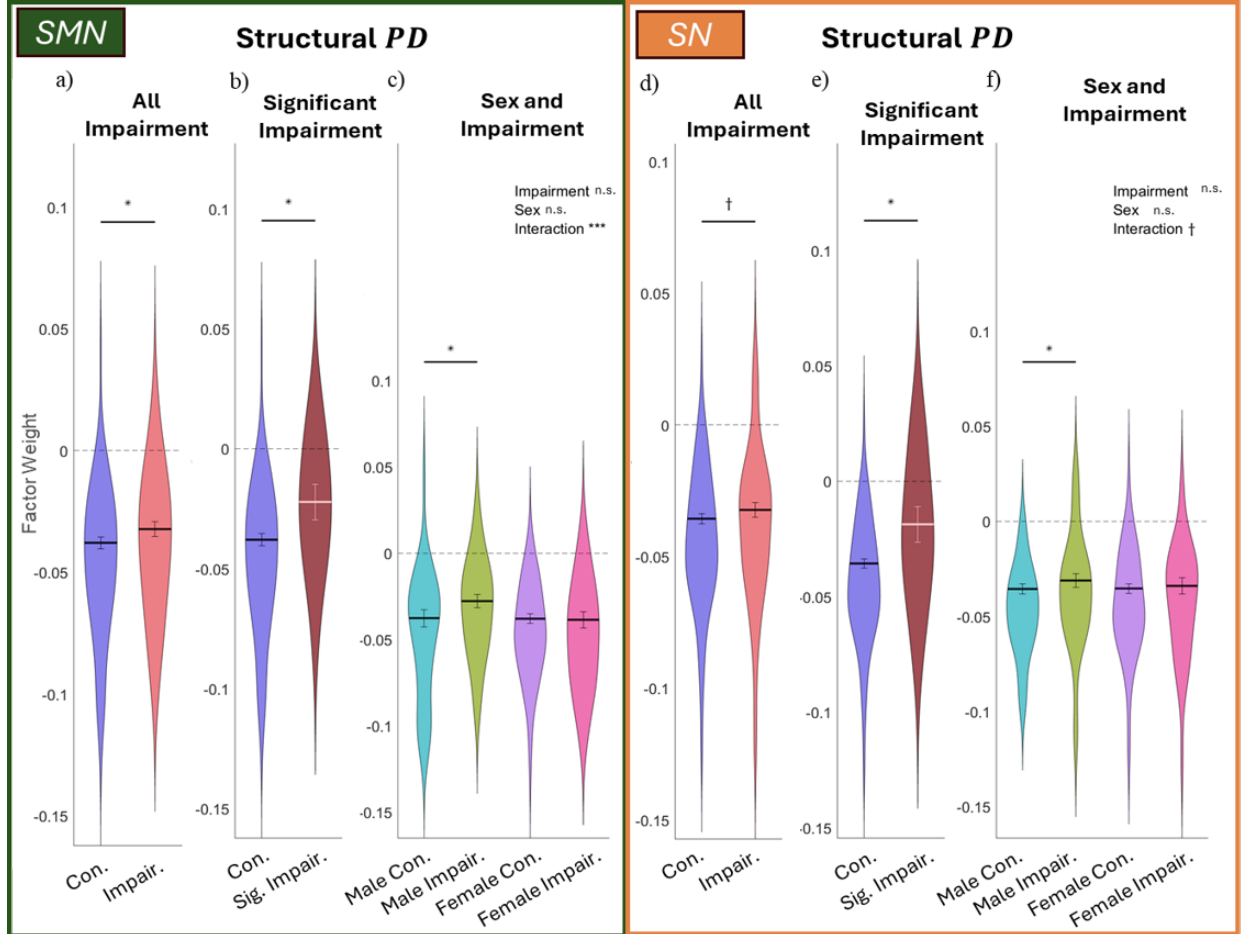 SMN
Structural PD
a)
All
Impairment
*
0.1
0.05
0
-0.05
-0.1
-0.15
Factor Weight
Con.
Impair.
b)
Significant
Impairment
*
0.1
0.05
0
-0.05
-0.1
-0.15
Con.
Sig. Impair.
c)
Sex and
Impairment
Impairment n.s.
Sex n.s.
Interaction ***
*
0.1
0.05
0
-0.05
-0.1
-0.15
Male Con.
Male Impair.
Female Con.
Female Impair.
SN
Structural PD
d)
All
Impairment
†
0.1
0.05
0
-0.05
-0.1
-0.15
Con.
Impair.
e)
Significant
Impairment
*
0.1
0.05
0
-0.05
-0.1
-0.15
Con.
Sig. Impair.
f)
Sex and
Impairment
Impairment n.s.
Sex n.s.
Interaction †
*
0.1
0.05
0
-0.05
-0.1
-0.15
Male Con.
Male Impair.
Female Con.
Female Impair.